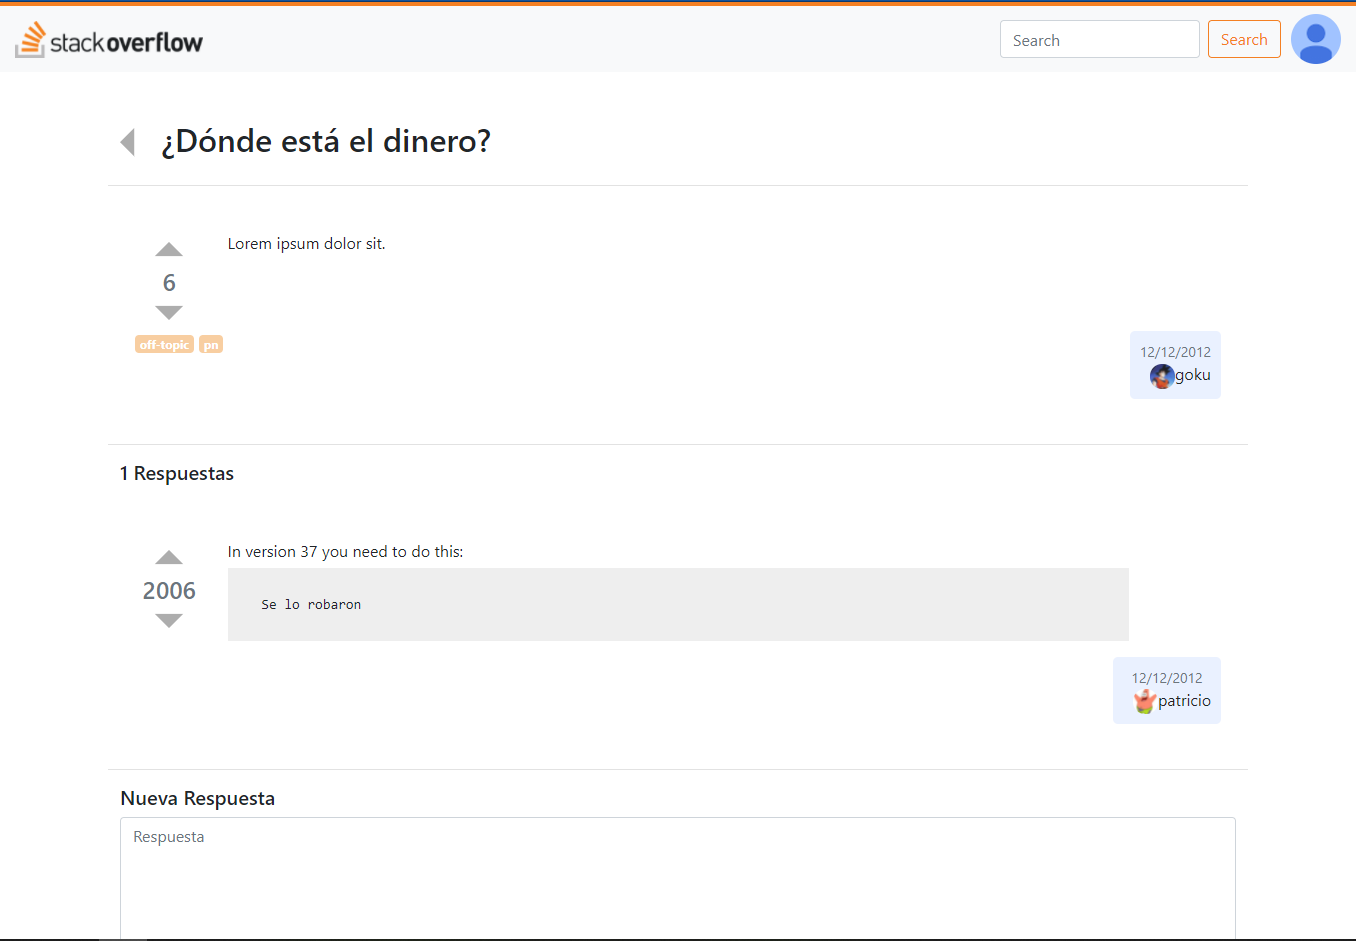 stackoverflow
Search
Search
¿Dónde está el dinero?
Lorem ipsum dolor sit.
6
off-topic pn
12/12/2012
goku
1 Respuestas
In version 37 you need to do this:
2006
Se lo robaron
12/12/2012
patricio
Nueva Respuesta
Respuesta